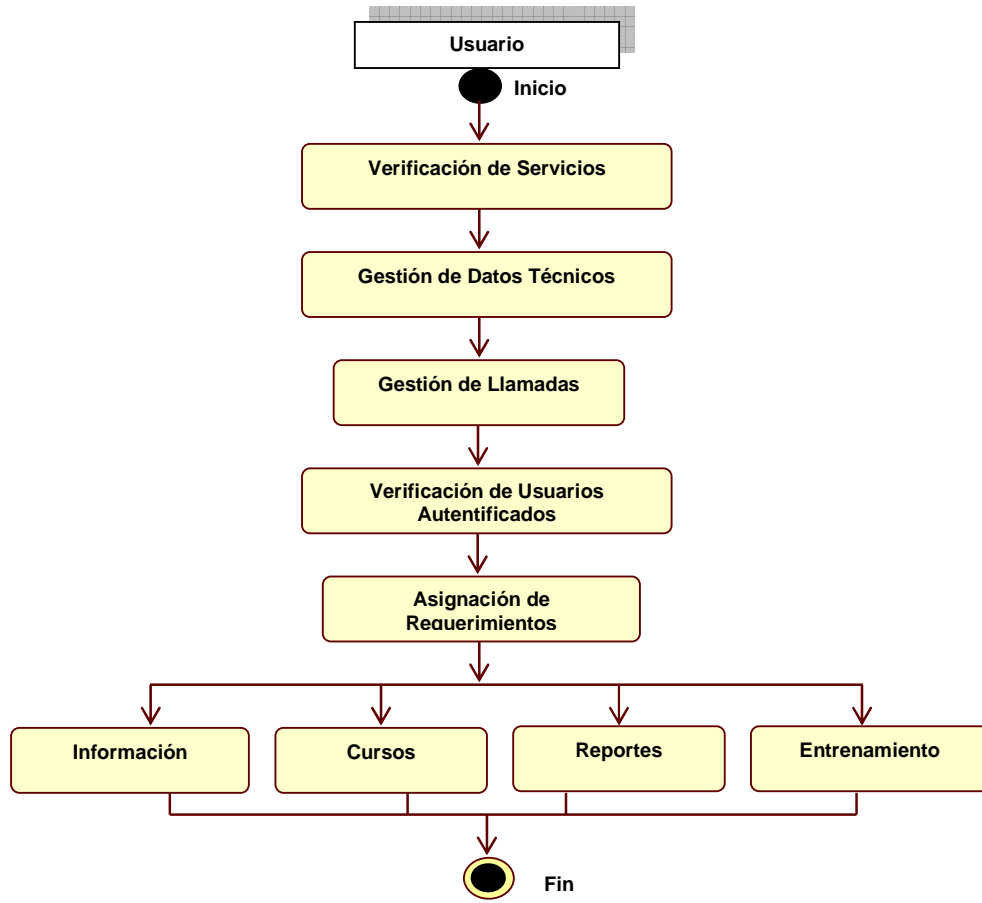 Usuario
Inicio
Verificación de Servicios
Gestión de Datos Técnicos
Gestión de Llamadas
Verificación de Usuarios
Autentificados
Asignación de
Requerimientos
Información
Cursos
Reportes
Entrenamiento
Fin